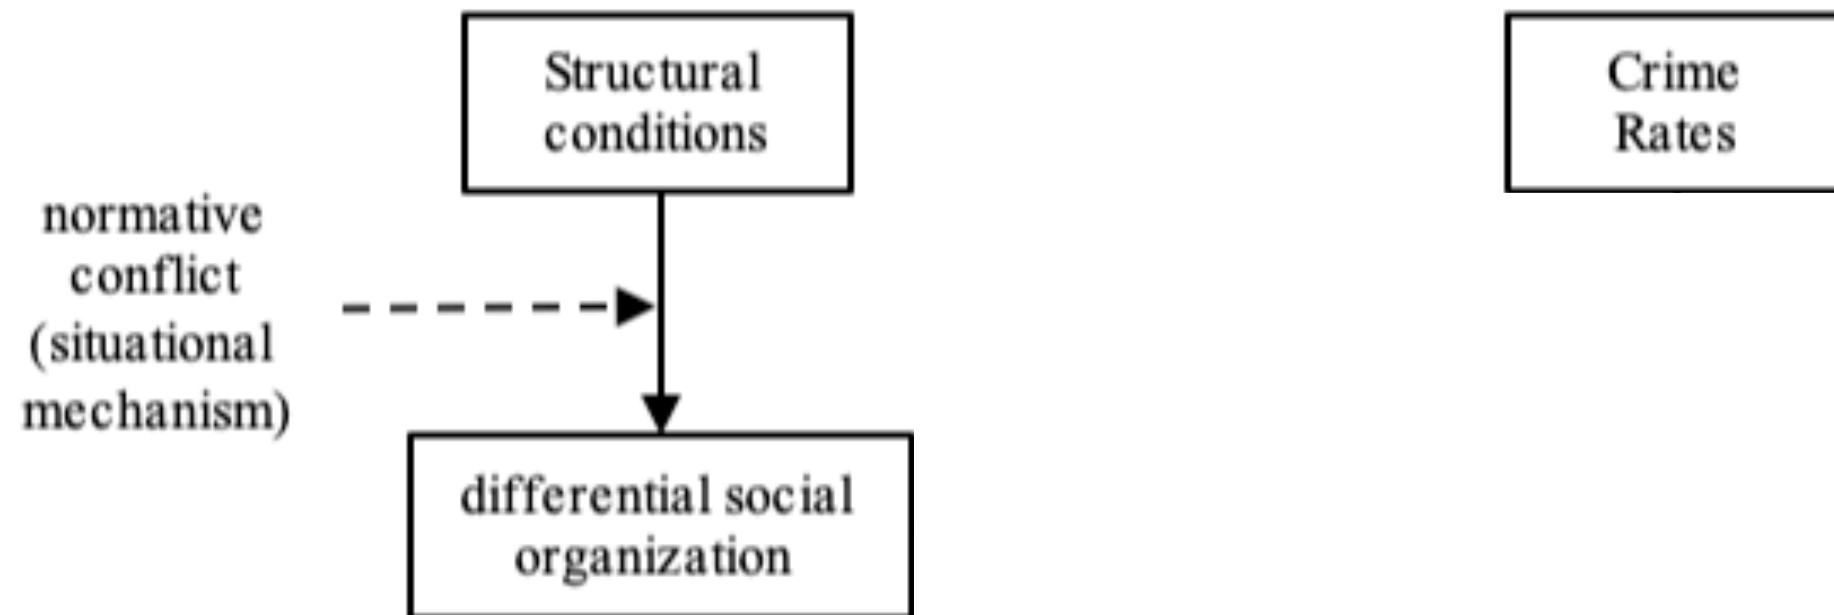 Structural
conditions
Crime
Rates
normative
conflict
(situational
mechanism)
differential social
organization